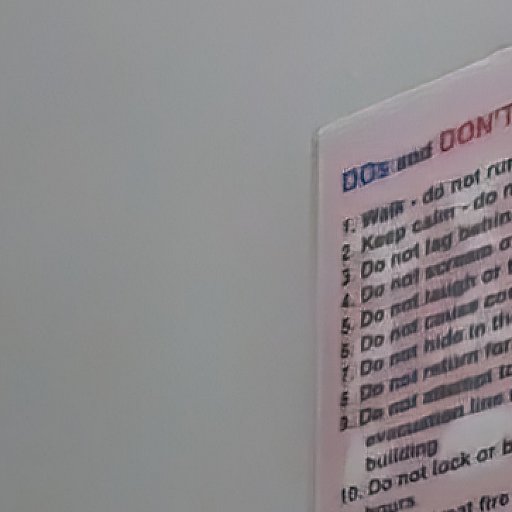 DOs and DON'T
1. Walk - do not run
2. Keep calm - do n
3. Do not lag behin
4. Do not scream o
5. Do not laugh or
6. Do not cause co
7. Do not hide in th
8. Do not return for
9. Do not attempt to
evacuation line
building
10. Do not lock or b
hours
at fire